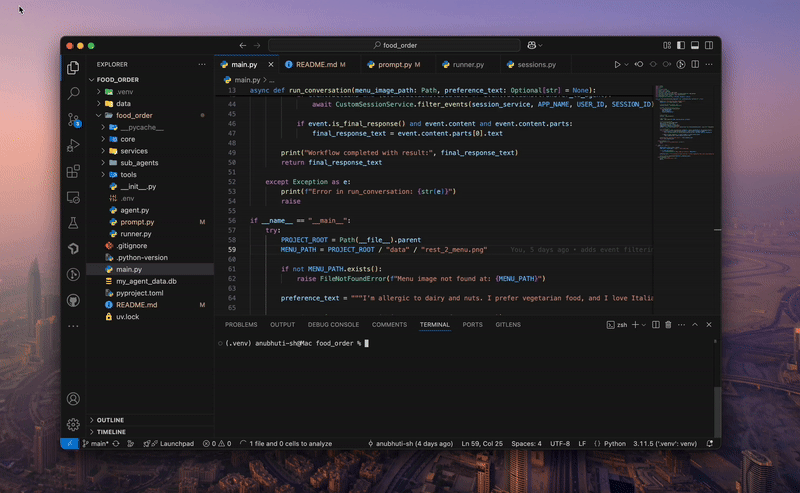 food_order
EXPLORER
main.py
README.md M
prompt.py M
runner.py
sessions.py
FOOD_ORDER
.venv
data
food_order
__pycache__
core
services
sub_agents
tools
__init__.py
.env
agent.py
prompt.py M
runner.py
.gitignore
.python-version
main.py
my_agent_data.db
pyproject.toml
README.md M
uv.lock
OUTLINE
TIMELINE
main.py > ...
13 async def run_conversation(menu_image_path: Path, preference_text: Optional[str] = None):
44 await CustomSessionService.filter_events(session_service, APP_NAME, USER_ID, SESSION_ID)
45
46 if event.is_final_response() and event.content and event.content.parts:
47 final_response_text = event.content.parts[0].text
48
49 print("Workflow completed with result:", final_response_text)
50 return final_response_text
51
52 except Exception as e:
53 print(f"Error in run_conversation: {str(e)}")
54 raise
55
56 if __name__ == "__main__":
57 try:
58 PROJECT_ROOT = Path(__file__).parent
59 MENU_PATH = PROJECT_ROOT / "data" / "rest_2_menu.png" You, 5 days ago • adds event filterin
60
61 if not MENU_PATH.exists():
62 raise FileNotFoundError(f"Menu image not found at: {MENU_PATH}")
63
64 preference_text = """I'm allergic to dairy and nuts. I prefer vegetarian food, and I love Italia
65
PROBLEMS OUTPUT DEBUG CONSOLE COMMENTS TERMINAL PORTS GITLENS
zsh
(.venv) anubhuti-sh@Mac food_order %
main* Launchpad 0 0 1 file and 0 cells to analyze anubhuti-sh (4 days ago) Ln 59, Col 25 Spaces: 4 UTF-8 LF Python 3.11.5 ('.venv': venv)